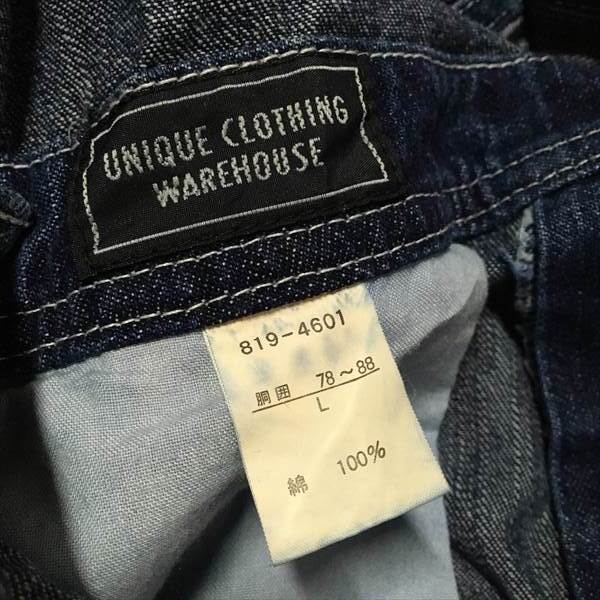 UNIQUE CLOTHING
WAREHOUSE
819-4601
胴囲 78～88
L
綿 100%